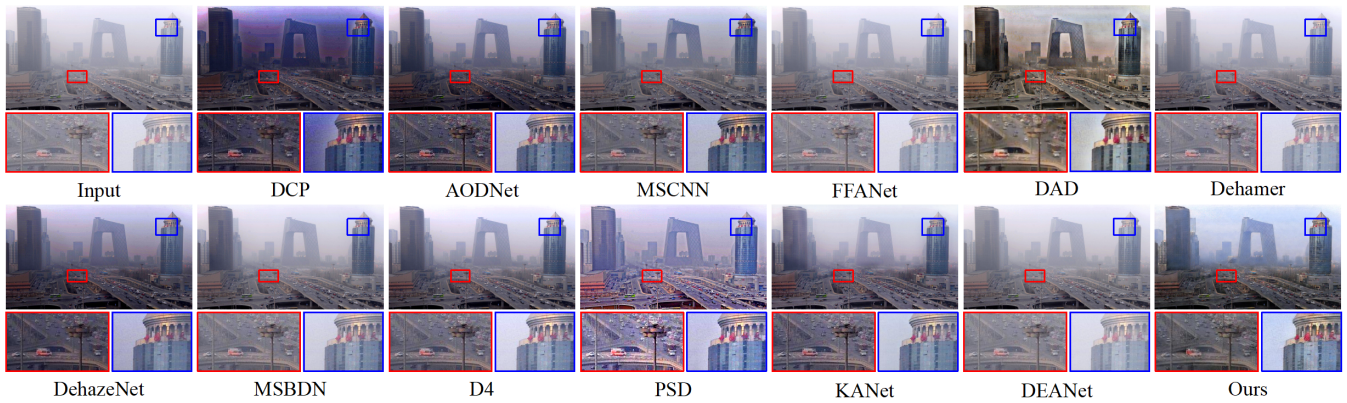 Input DCP AODNet MSCNN FFANet DAD Dehamer
DehazeNet MSBDN D4 PSD KANet DEANet Ours